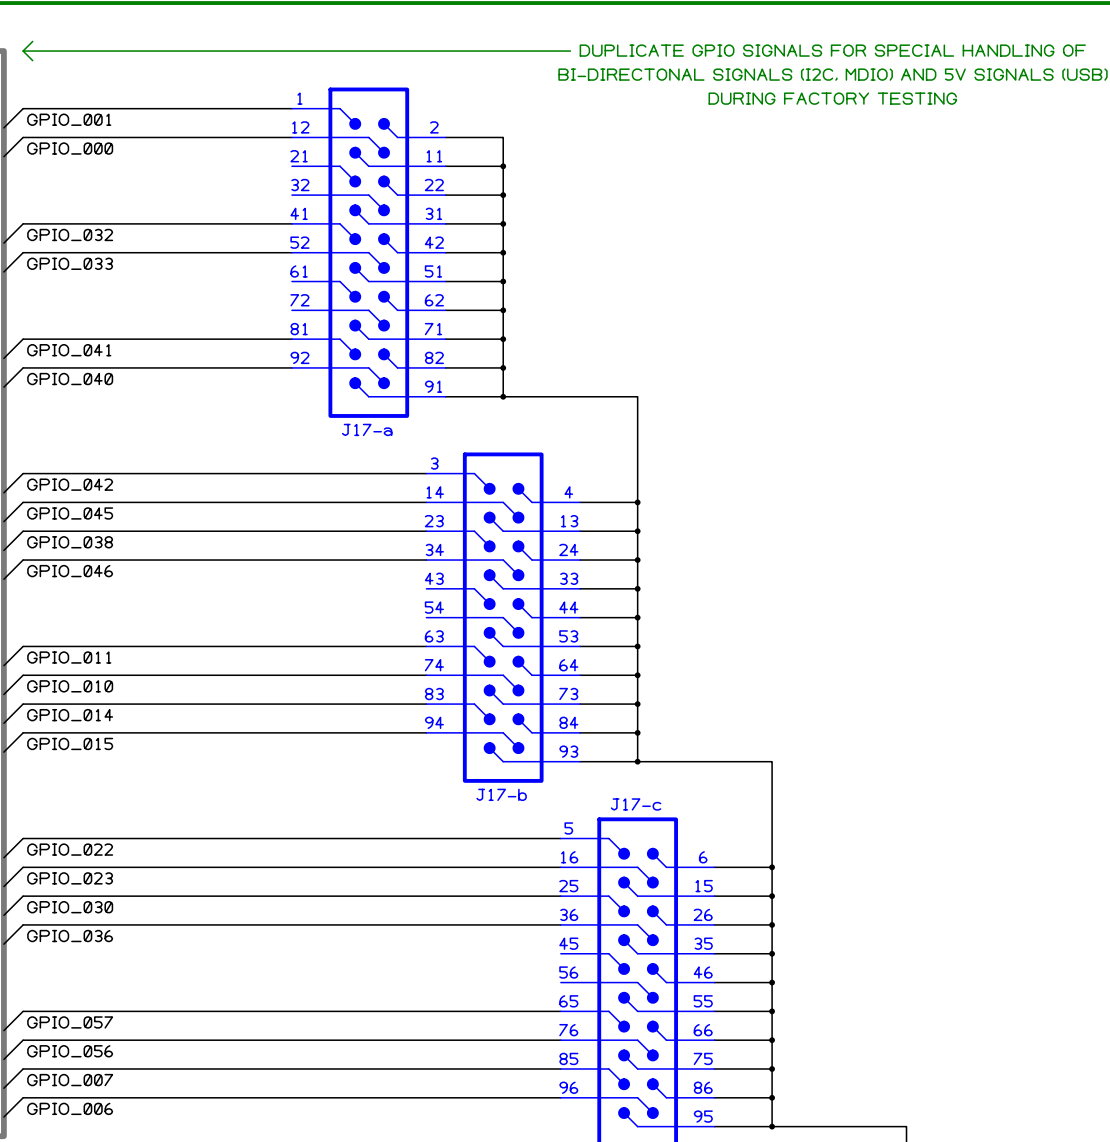 DUPLICATE GPIO SIGNALS FOR SPECIAL HANDLING OF
BI-DIRECTONAL SIGNALS (I2C, MDIO) AND 5V SIGNALS (USB)
DURING FACTORY TESTING
1
GPIO_001
12
2
GPIO_000
21
11
32
22
41
31
GPIO_032
52
42
GPIO_033
61
51
72
62
81
71
GPIO_041
92
82
GPIO_040
91
J17-a
3
GPIO_042
14
4
GPIO_045
23
13
GPIO_038
34
24
GPIO_046
43
33
54
44
63
53
GPIO_011
74
64
GPIO_010
83
73
GPIO_014
94
84
GPIO_015
93
J17-b
J17-c
5
GPIO_022
16
6
GPIO_023
25
15
GPIO_030
36
26
GPIO_036
45
35
56
46
65
55
GPIO_057
76
66
GPIO_056
85
75
GPIO_007
96
86
GPIO_006
95